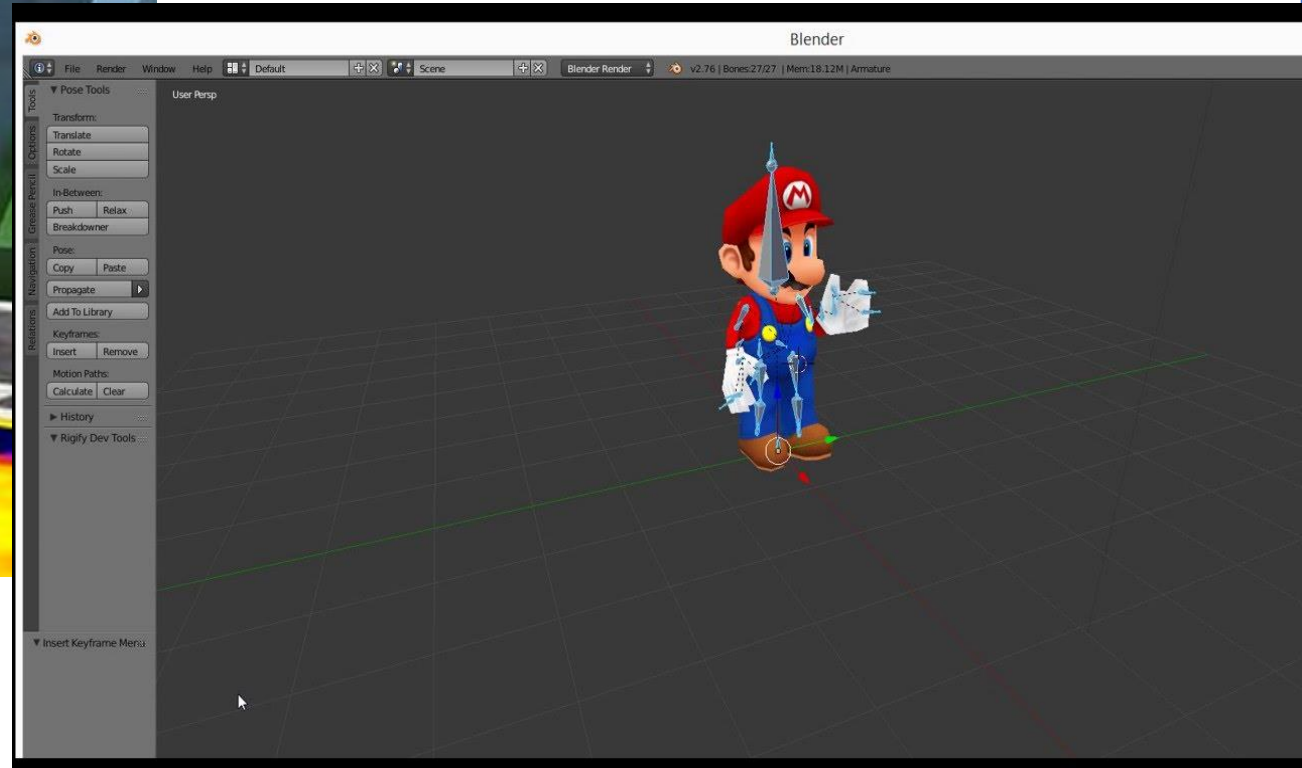 Blender
File Render Window Help Default Scene Blender Render v2.76 | Bones:27/27 | Mem:18.12M | Armature
Tools
Options
Grease Pencil
Navigation
Relations
Pose Tools
Transform:
Translate
Rotate
Scale
In-Between:
Push Relax
Breakdowner
Pose:
Copy Paste
Propagate
Add To Library
Keyframes:
Insert Remove
Motion Paths:
Calculate Clear
History
Rigify Dev Tools
Insert Keyframe Menu
User Persp
M